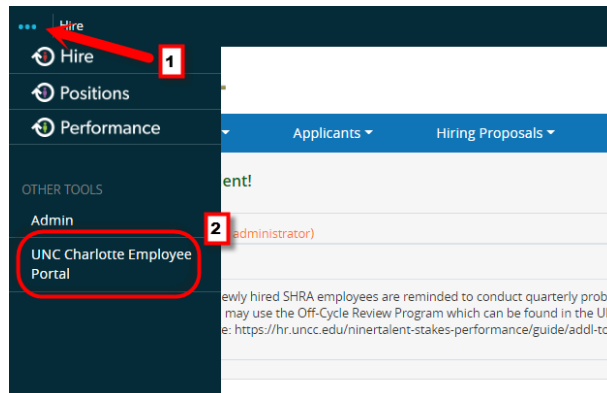 ••• Hire
Hire
1
Positions
Performance
Applicants
Hiring Proposals
ent!
OTHER TOOLS
Admin
2
administrator)
UNC Charlotte Employee
Portal
ewly hired SHRA employees are reminded to conduct quarterly prob
may use the Off-Cycle Review Program which can be found in the U
e: https://hr.uncc.edu/ninertalent-stakes-performance/guide/addl-to